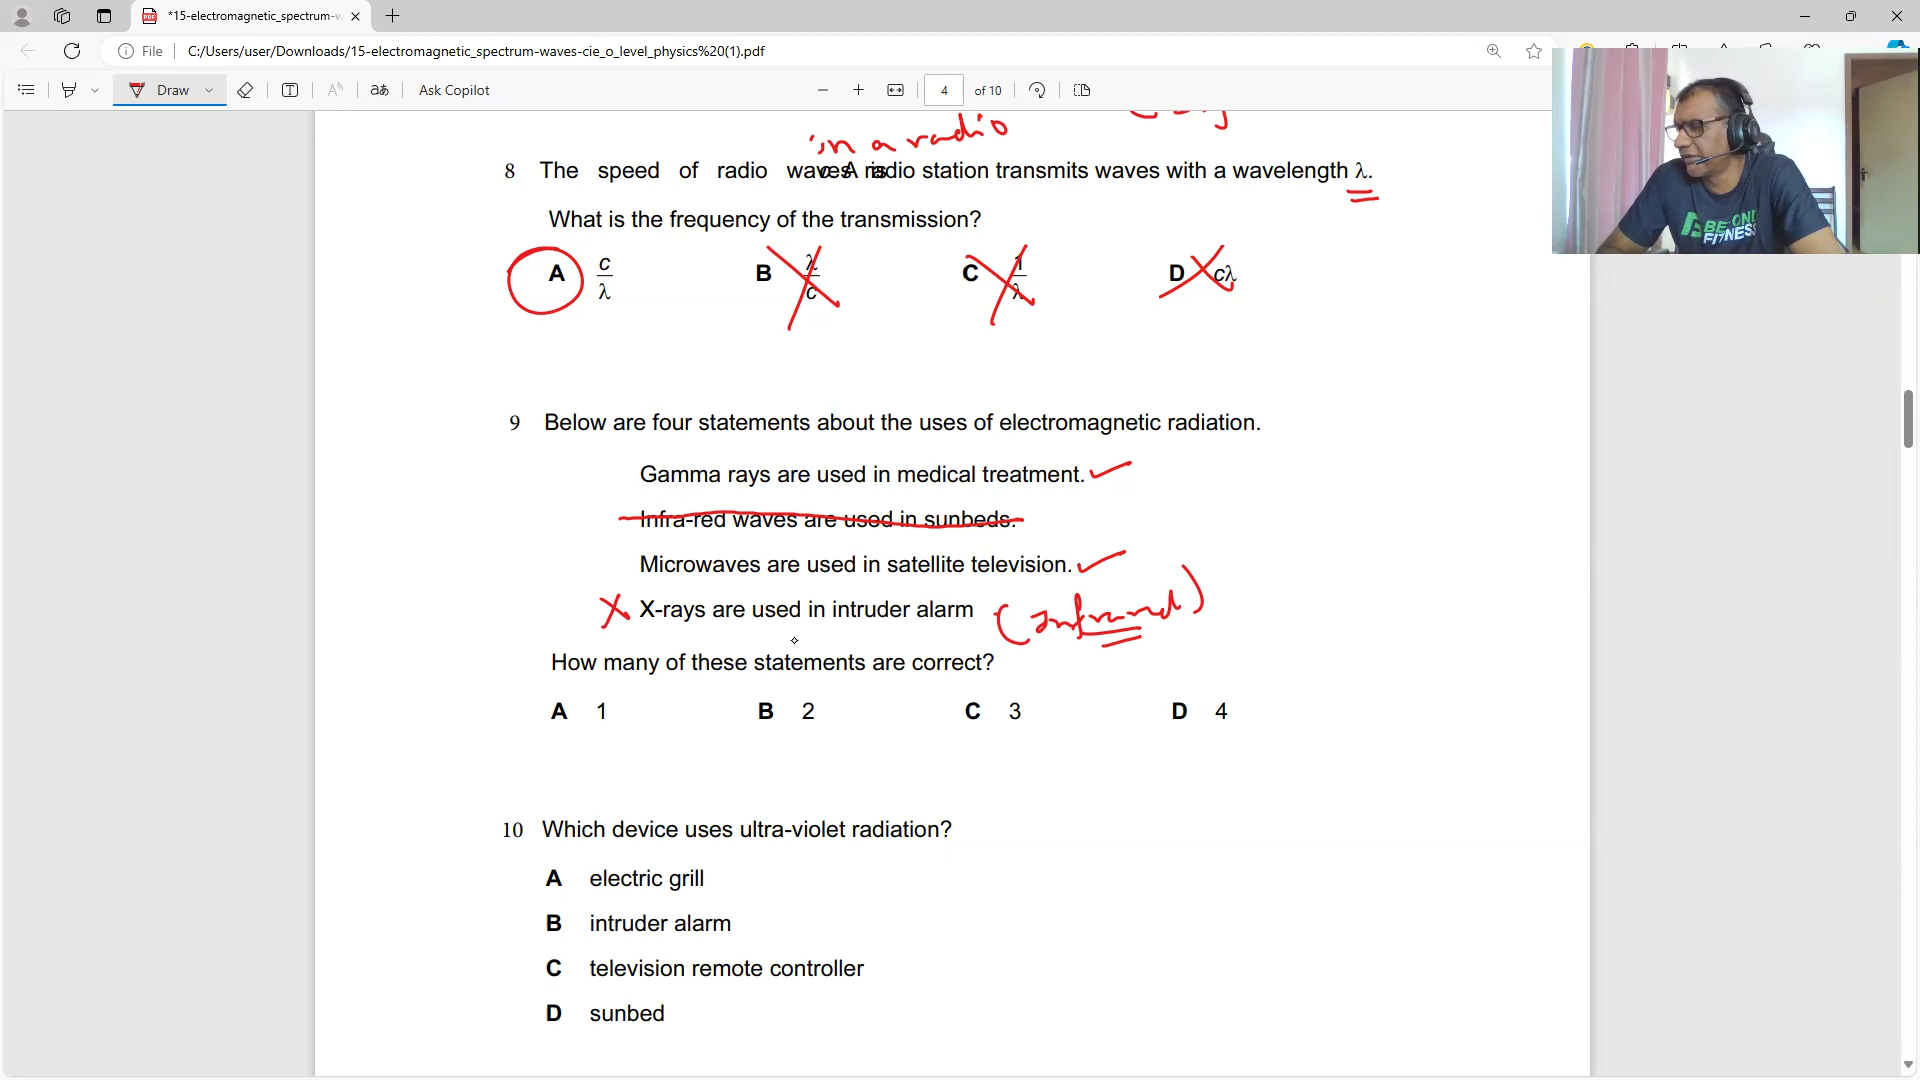 *15-electromagnetic_spectrum-w
File
C:/Users/user/Downloads/15-electromagnetic_spectrum-waves-cie_o_level_physics%20(1).pdf
Draw
Ask Copilot
4 of 10
in a radio
8 The speed of radio waves is c. A radio station transmits waves with a wavelength λ.
What is the frequency of the transmission?
A c/λ B λ/c C 1/λ D cλ
9 Below are four statements about the uses of electromagnetic radiation.
Gamma rays are used in medical treatment.
Infra-red waves are used in sunbeds.
Microwaves are used in satellite television.
X-rays are used in intruder alarm (Infrared)
How many of these statements are correct?
A 1 B 2 C 3 D 4
10 Which device uses ultra-violet radiation?
A electric grill
B intruder alarm
C television remote controller
D sunbed
BEYOND
FITNESS